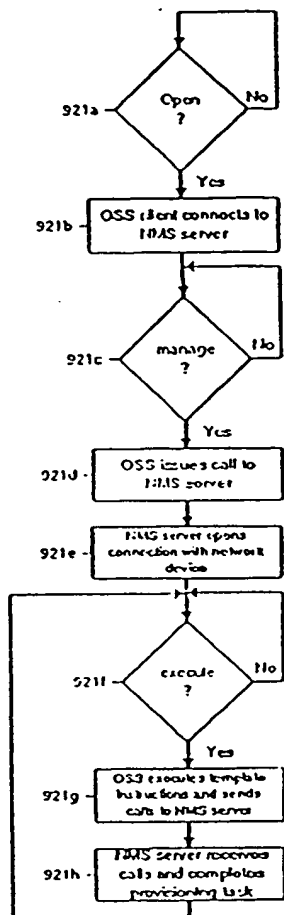 Open
?
No
921a
Yes
OSS client connects to
NMS server
921b
manage
?
No
921c
Yes
OSS issues call to
NMS server
921d
NMS server opens
connection with network
device
921e
execute
?
No
921f
Yes
OSS executes template
instructions and sends
calls to NMS server
921g
NMS server receives
calls and completes
provisioning task
921h